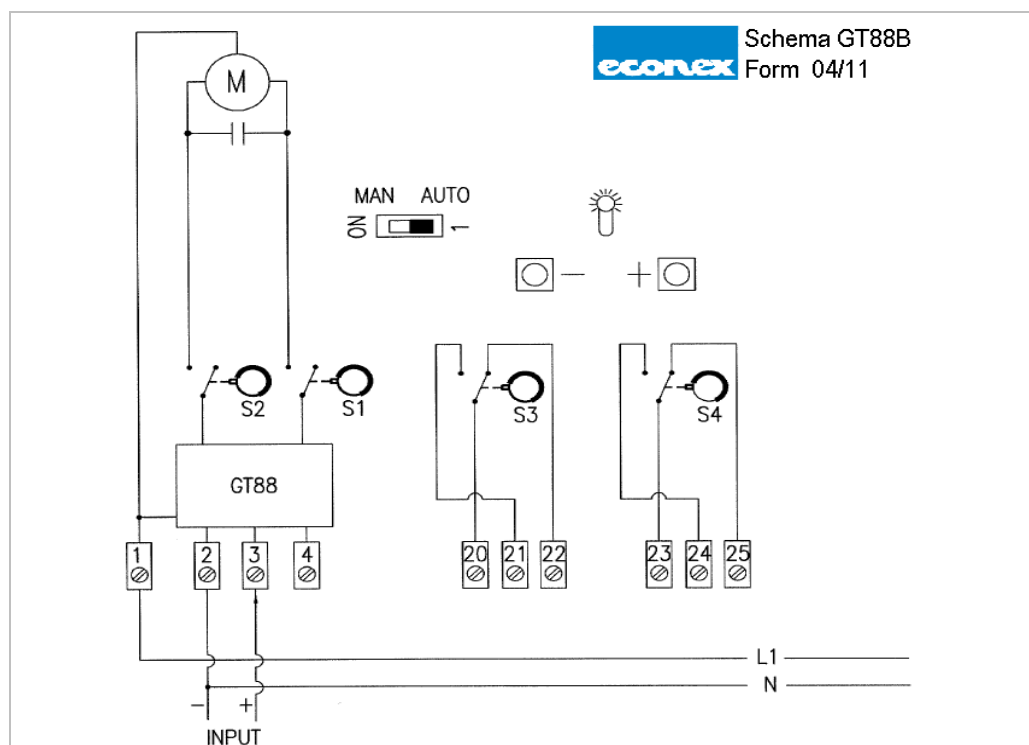 econex
Schema GT88B
Form 04/11
M
MAN AUTO
ON 1
− +
S2 S1 S3 S4
GT88
1 2 3 4 20 21 22 23 24 25
L1
N
− +
INPUT